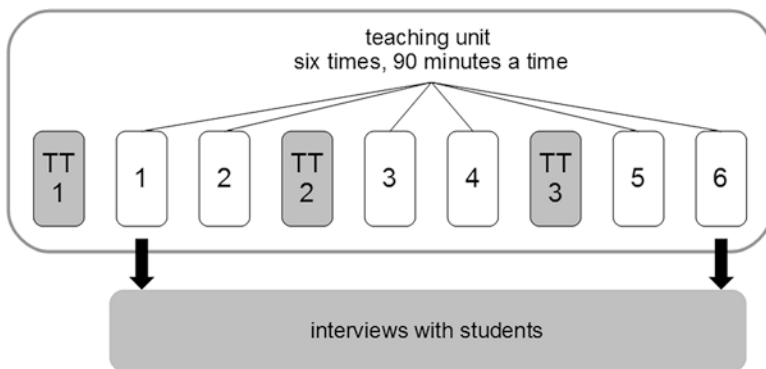 teaching unit
six times, 90 minutes a time
TT
1
1
2
TT
2
3
4
TT
3
5
6
interviews with students